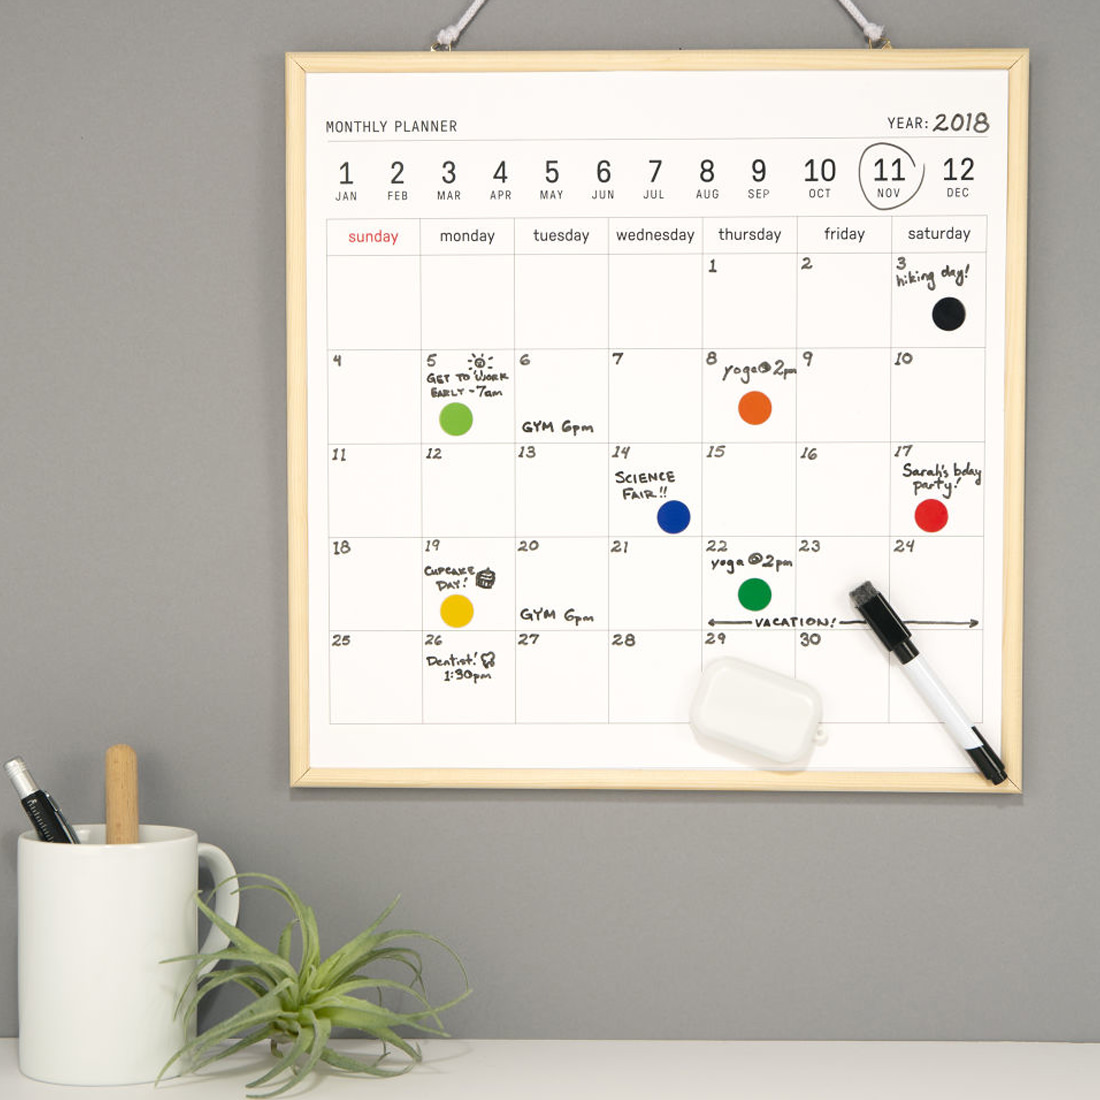 MONTHLY PLANNER
YEAR: 2018
1 2 3 4 5 6 7 8 9 10 11 12
JAN FEB MAR APR MAY JUN JUL AUG SEP OCT NOV DEC
sunday monday tuesday wednesday thursday friday saturday
1
2
3
hiking day!
4
5
GET TO WORK
EARLY - 7am
6
GYM 6pm
7
8
yoga @ 2pm
9
10
11
12
13
14
SCIENCE
FAIR!!
15
16
17
Sarah's bday
party!
18
19
CUPCAKE
DAY!
20
GYM 6pm
21
22
yoga @ 2pm
23
24
VACATION!
25
26
Dentist!
1:30pm
27
28
29
30